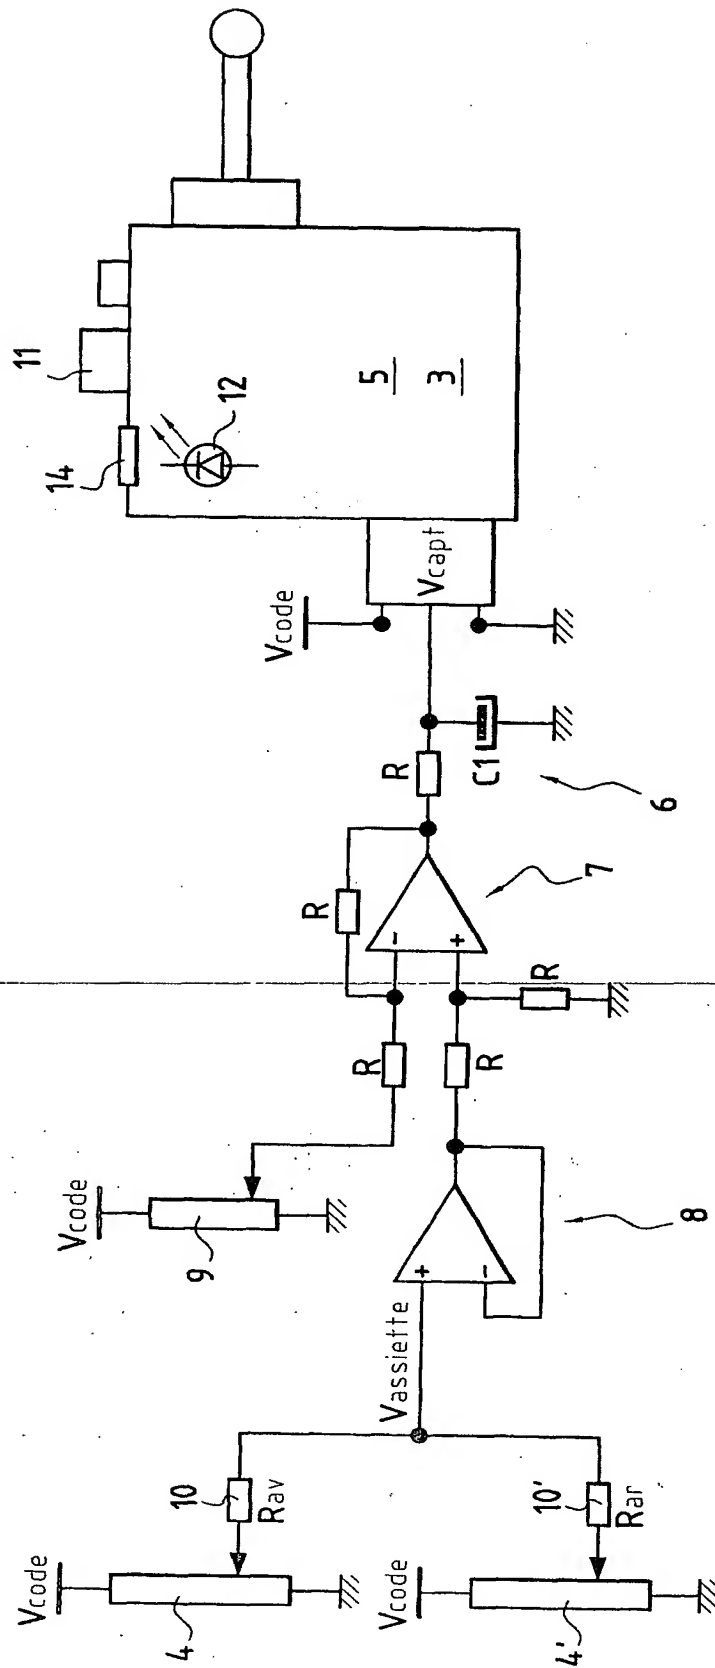 Vcode
4
10
Rav
Vcode
4'
10'
Rar
Vassiette
+
-
8
Vcode
9
R
R
R
R
-
+
7
R
C1
6
Vcode
Vcapt
14
11
12
5
3